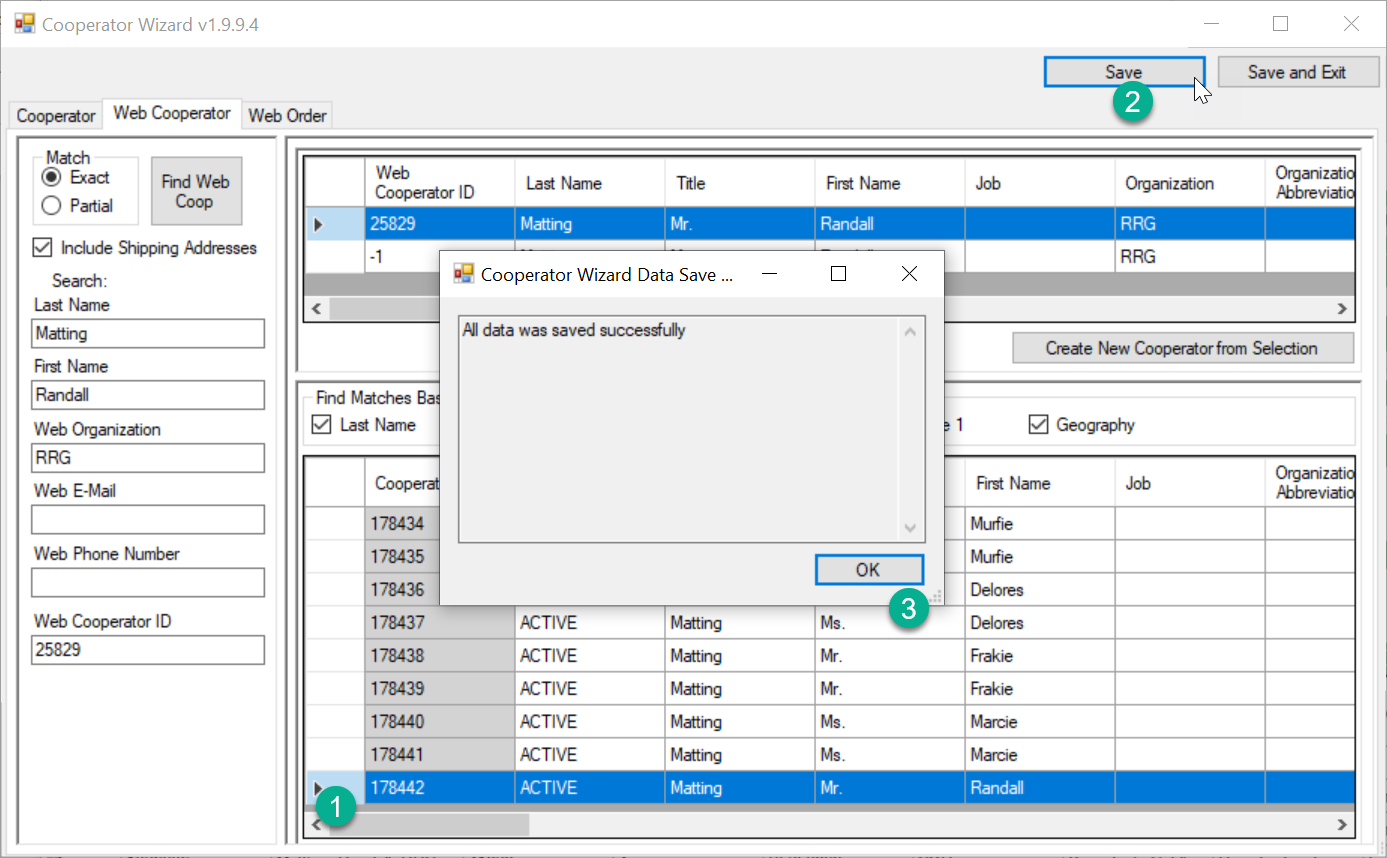 Cooperator Wizard v1.9.9.4
Save
Save and Exit
2
Cooperator
Web Cooperator
Web Order
Match
Exact
Partial
Find Web
Coop
Include Shipping Addresses
Search:
Last Name
Matting
First Name
Randall
Web Organization
RRG
Web E-Mail
Web Phone Number
Web Cooperator ID
25829
Web
Cooperator ID
Last Name
Title
First Name
Job
Organization
Organizatio
Abbreviatio
25829 Matting Mr. Randall RRG
-1 RRG
Create New Cooperator from Selection
Cooperator Wizard Data Save ...
All data was saved successfully
OK
3
Find Matches Bas
Last Name
e 1
Geography
Cooperat
First Name
Job
Organizatio
Abbreviatio
178434 Murfie
178435 Murfie
178436 Delores
178437 ACTIVE Matting Ms. Delores
178438 ACTIVE Matting Mr. Frakie
178439 ACTIVE Matting Mr. Frakie
178440 ACTIVE Matting Ms. Marcie
178441 ACTIVE Matting Ms. Marcie
178442 ACTIVE Matting Mr. Randall
1